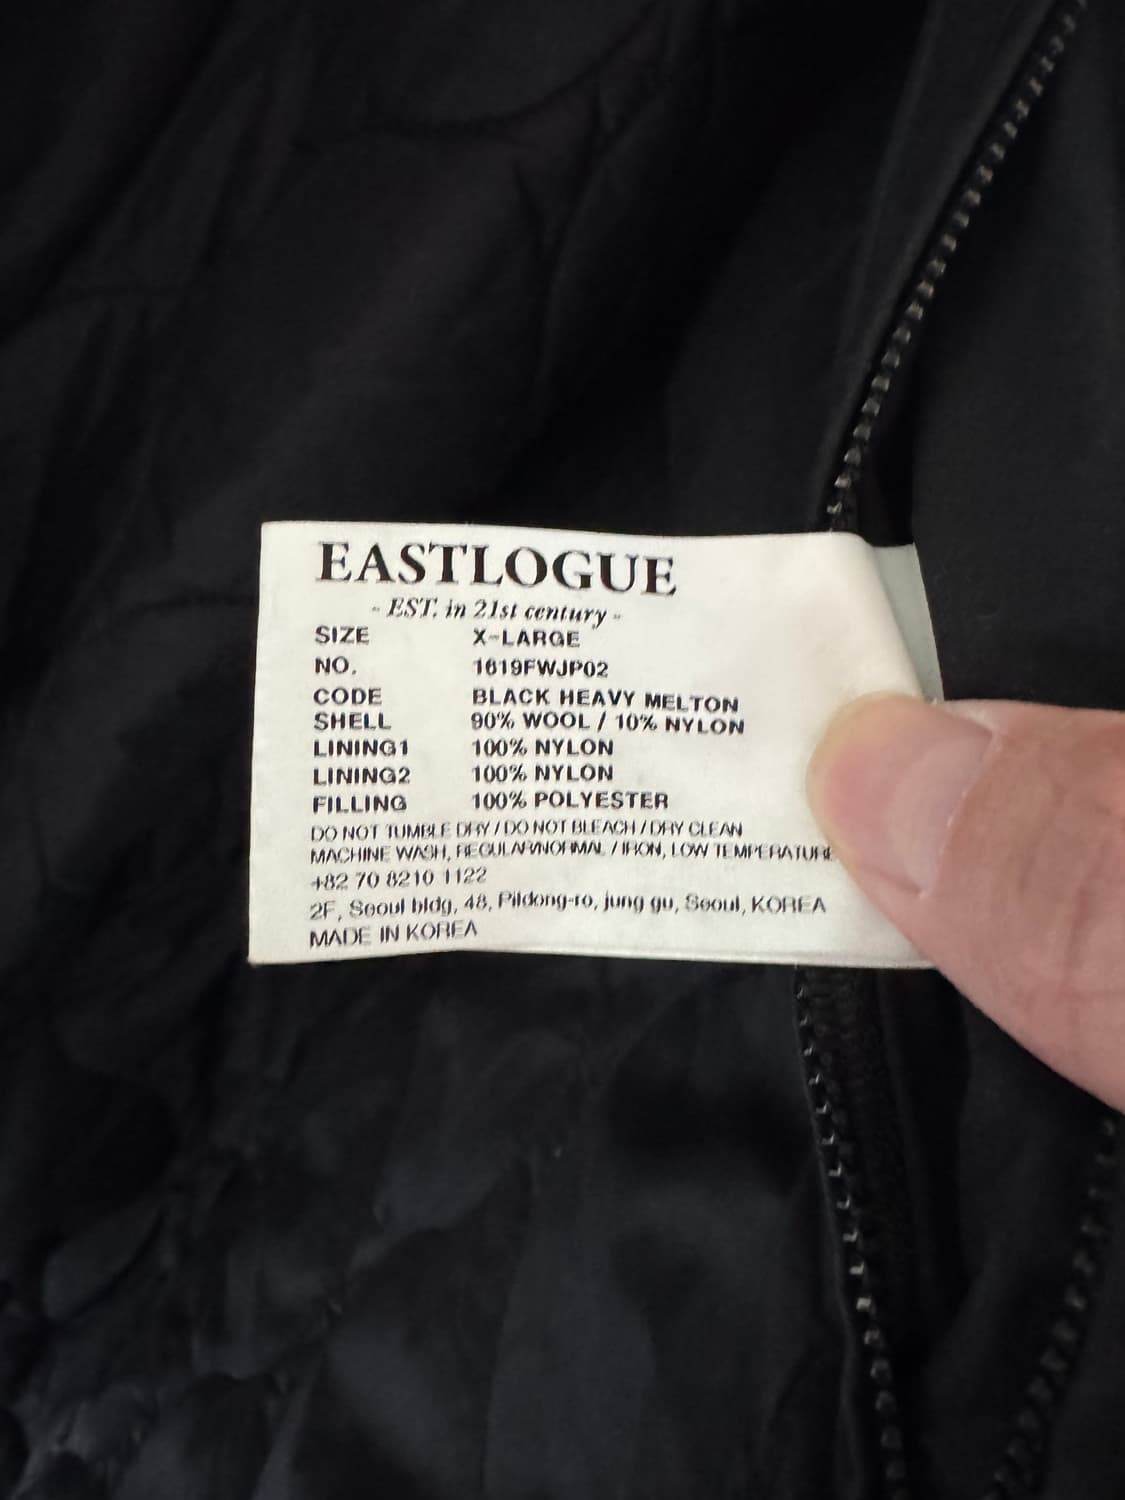 EASTLOGUE
- EST. in 21st century -
SIZE X-LARGE
NO. 1619FWJP02
CODE BLACK HEAVY MELTON
SHELL 90% WOOL / 10% NYLON
LINING1 100% NYLON
LINING2 100% NYLON
FILLING 100% POLYESTER
DO NOT TUMBLE DRY / DO NOT BLEACH / DRY CLEAN
MACHINE WASH, REGULAR/NORMAL / IRON, LOW TEMPERATURE
+82 70 8210 1122
2F, Seoul bldg, 48, Pildong-ro, jung gu, Seoul, KOREA
MADE IN KOREA